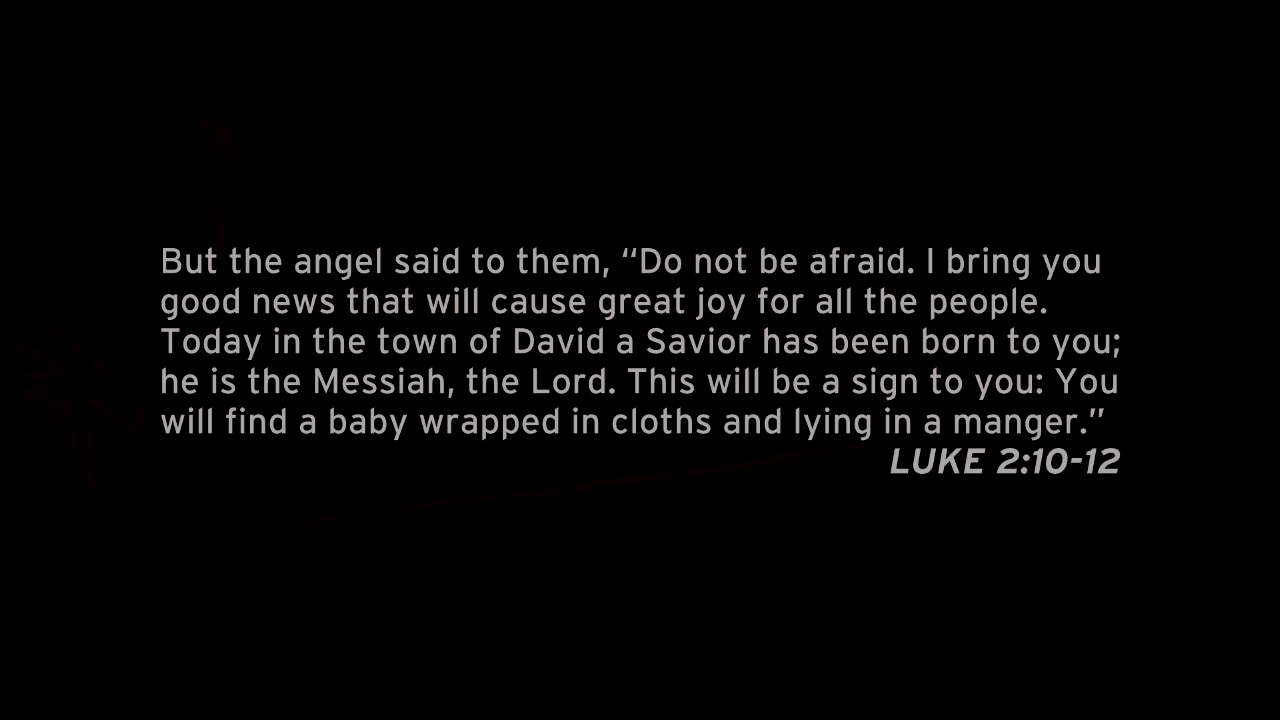 But the angel said to them, “Do not be afraid. I bring you
good news that will cause great joy for all the people.
Today in the town of David a Savior has been born to you;
he is the Messiah, the Lord. This will be a sign to you: You
will find a baby wrapped in cloths and lying in a manger.”
LUKE 2:10-12